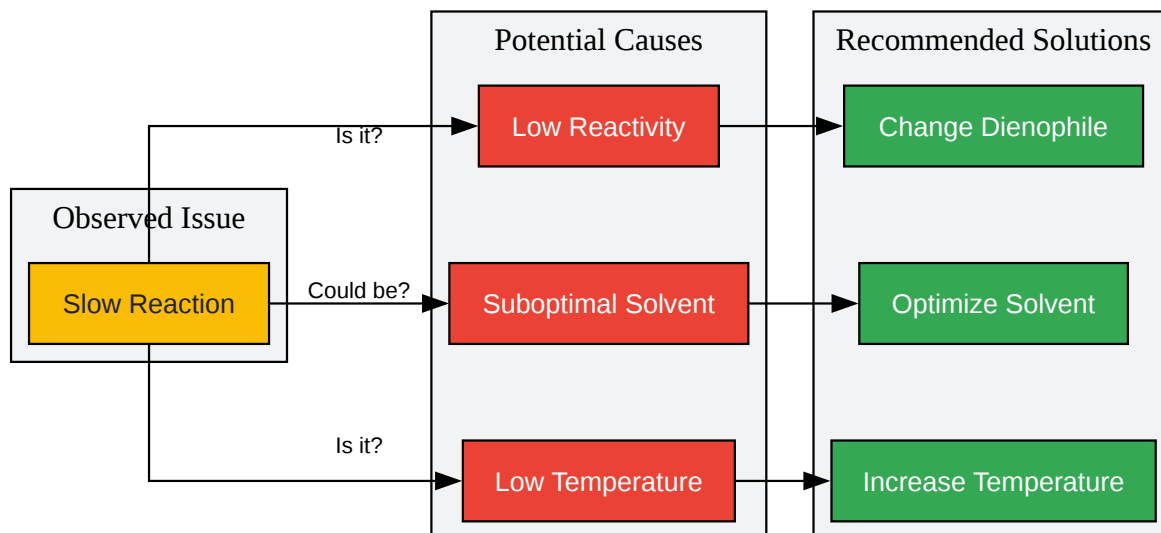 Potential Causes
Recommended Solutions
Low Reactivity
Change Dienophile
Is it?
Observed Issue
Slow Reaction
Could be?
Suboptimal Solvent
Optimize Solvent
Is it?
Low Temperature
Increase Temperature